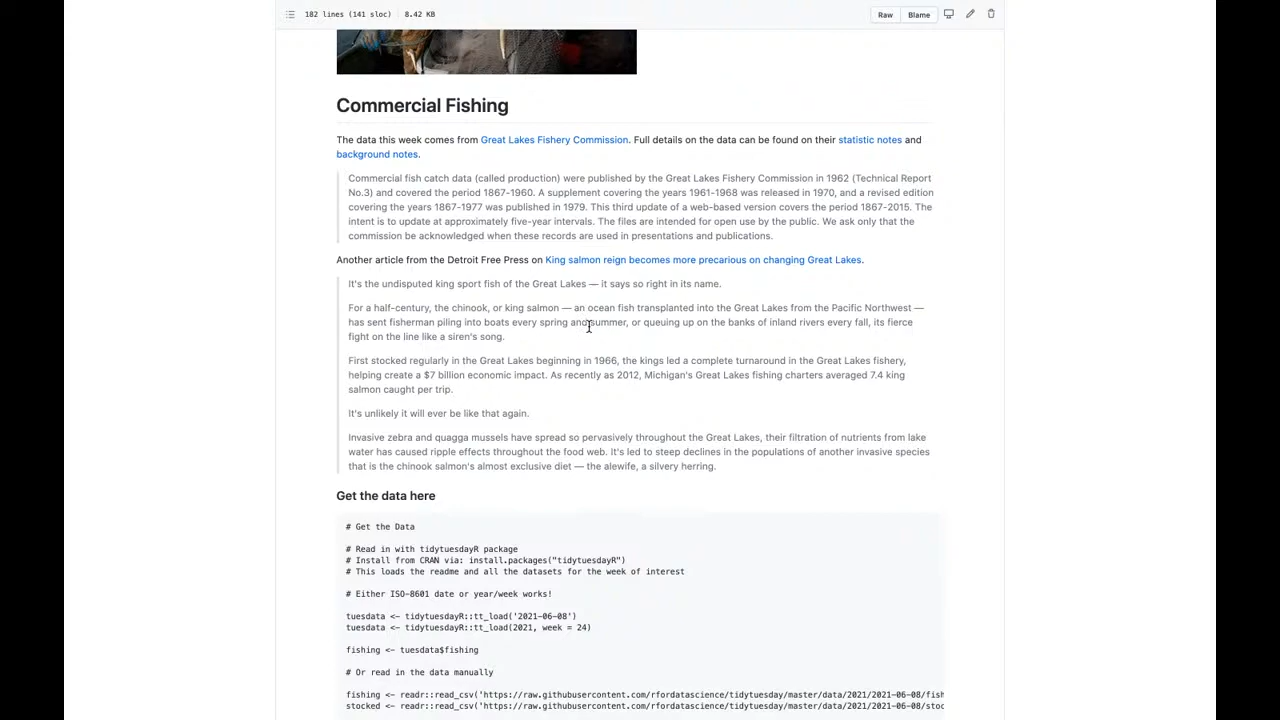 182 lines (141 sloc) 8.42 KB
Raw Blame
Commercial Fishing
The data this week comes from Great Lakes Fishery Commission. Full details on the data can be found on their statistic notes and
background notes.
Commercial fish catch data (called production) were published by the Great Lakes Fishery Commission in 1962 (Technical Report
No.3) and covered the period 1867-1960. A supplement covering the years 1961-1968 was released in 1970, and a revised edition
covering the years 1867-1977 was published in 1979. This third update of a web-based version covers the period 1867-2015. The
intent is to update at approximately five-year intervals. The files are intended for open use by the public. We ask only that the
commission be acknowledged when these records are used in presentations and publications.
Another article from the Detroit Free Press on King salmon reign becomes more precarious on changing Great Lakes.
It's the undisputed king sport fish of the Great Lakes — it says so right in its name.
For a half-century, the chinook, or king salmon — an ocean fish transplanted into the Great Lakes from the Pacific Northwest —
has sent fisherman piling into boats every spring and summer, or queuing up on the banks of inland rivers every fall, its fierce
fight on the line like a siren's song.
First stocked regularly in the Great Lakes beginning in 1966, the kings led a complete turnaround in the Great Lakes fishery,
helping create a $7 billion economic impact. As recently as 2012, Michigan's Great Lakes fishing charters averaged 7.4 king
salmon caught per trip.
It's unlikely it will ever be like that again.
Invasive zebra and quagga mussels have spread so pervasively throughout the Great Lakes, their filtration of nutrients from lake
water has caused ripple effects throughout the food web. It's led to steep declines in the populations of another invasive species
that is the chinook salmon's almost exclusive diet — the alewife, a silvery herring.
Get the data here
# Get the Data
# Read in with tidytuesdayR package
# Install from CRAN via: install.packages("tidytuesdayR")
# This loads the readme and all the datasets for the week of interest
# Either ISO-8601 date or year/week works!
tuesdata <- tidytuesdayR::tt_load('2021-06-08')
tuesdata <- tidytuesdayR::tt_load(2021, week = 24)
fishing <- tuesdata$fishing
# Or read in the data manually
fishing <- readr::read_csv('https://raw.githubusercontent.com/rfordatascience/tidytuesday/master/data/2021/2021-06-08/fish
stocked <- readr::read_csv('https://raw.githubusercontent.com/rfordatascience/tidytuesday/master/data/2021/2021-06-08/stoc